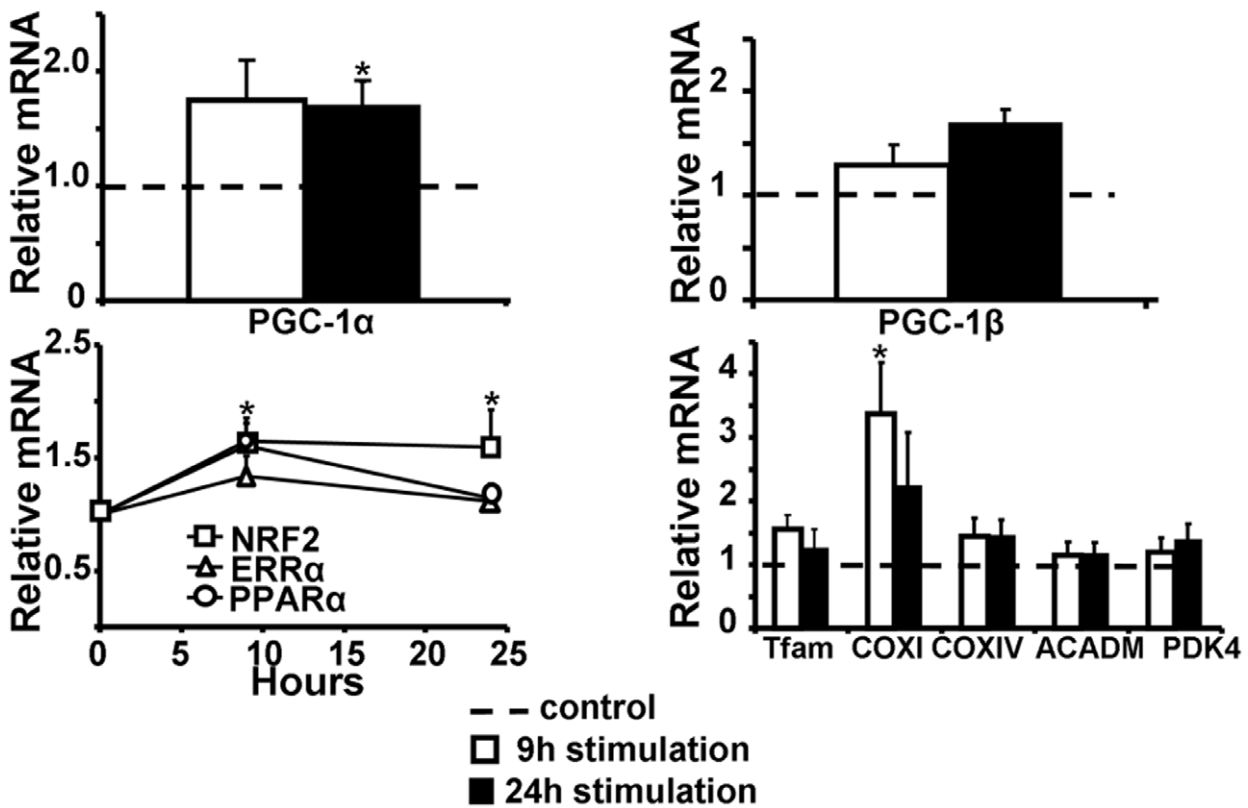 Relative mRNA
2.0
1.0
0
*
PGC-1α
Relative mRNA
2
1
0
PGC-1β
Relative mRNA
2.5
1.5
0.5
*
*
NRF2
ERRα
PPARα
0 5 10 15 20 25
Hours
Relative mRNA
4
3
2
1
0
*
Tfam COXI COXIV ACADM PDK4
control
9h stimulation
24h stimulation